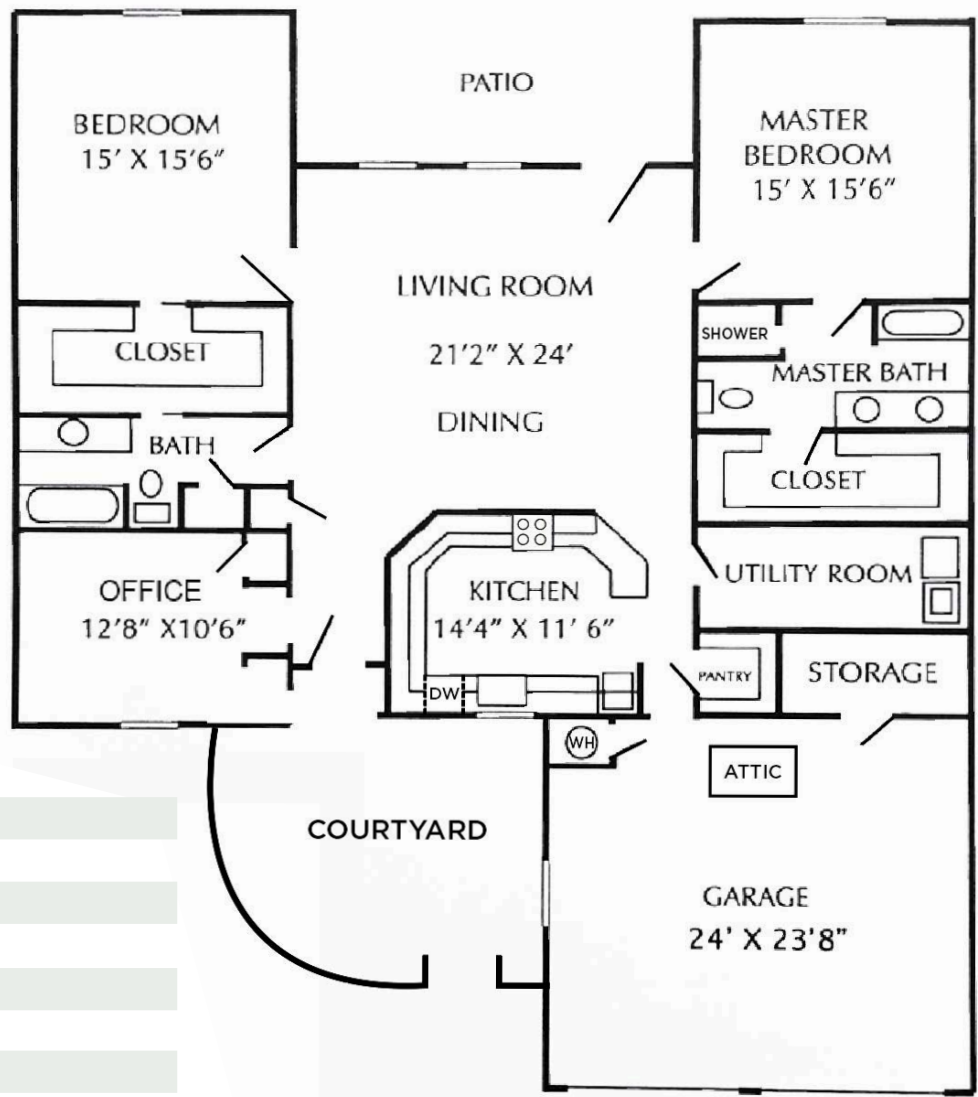 PATIO
BEDROOM
15' X 15'6"
MASTER
BEDROOM
15' X 15'6"
LIVING ROOM
21'2" X 24'
DINING
CLOSET
SHOWER
MASTER BATH
BATH
CLOSET
OFFICE
12'8" X10'6"
KITCHEN
14'4" X 11' 6"
UTILITY ROOM
DW
PANTRY
STORAGE
WH
ATTIC
COURTYARD
GARAGE
24' X 23'8"